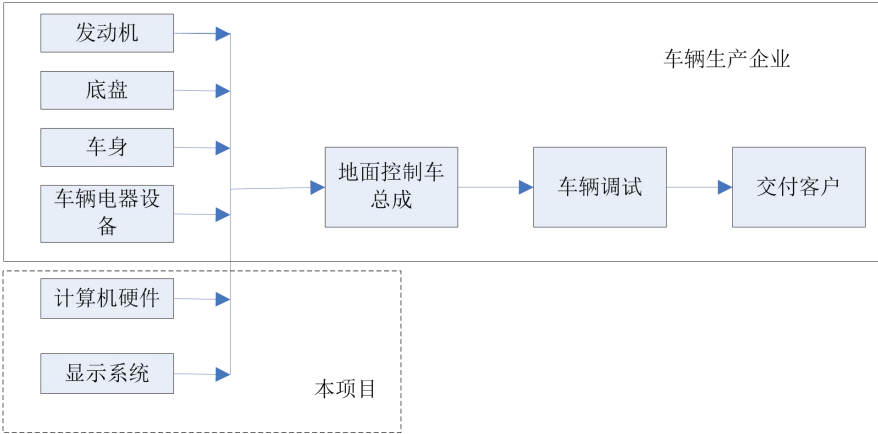 发动机
车辆生产企业
底盘
车身
车辆电器设
备
地面控制车
总成
车辆调试
交付客户
计算机硬件
显示系统
本项目